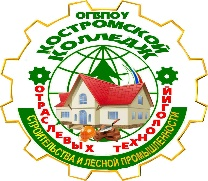 ОГБПОУ
КОСТРОМСКОЙ
КОЛЛЕДЖ
ОТРАСЛЕВЫХ ТЕХНОЛОГИЙ
СТРОИТЕЛЬСТВА И ЛЕСНОЙ ПРОМЫШЛЕННОСТИ